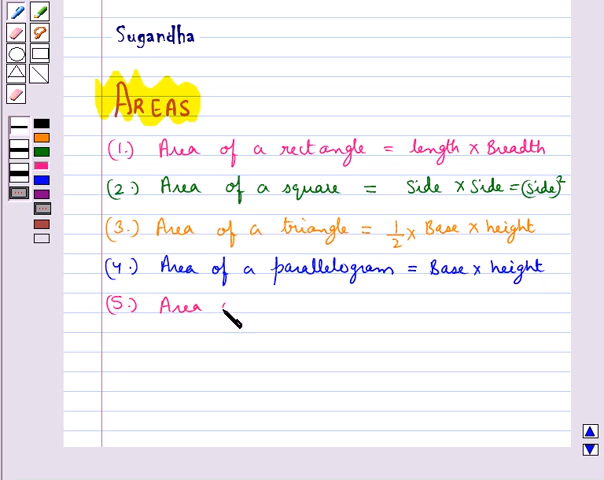 Sugandha
AREAS
(1.) Area of a rectangle = length × Breadth
(2.) Area of a square = Side × Side = (Side)²
(3.) Area of a triangle = 1/2 × Base × height
(4.) Area of a parallelogram = Base × height
(5.) Area